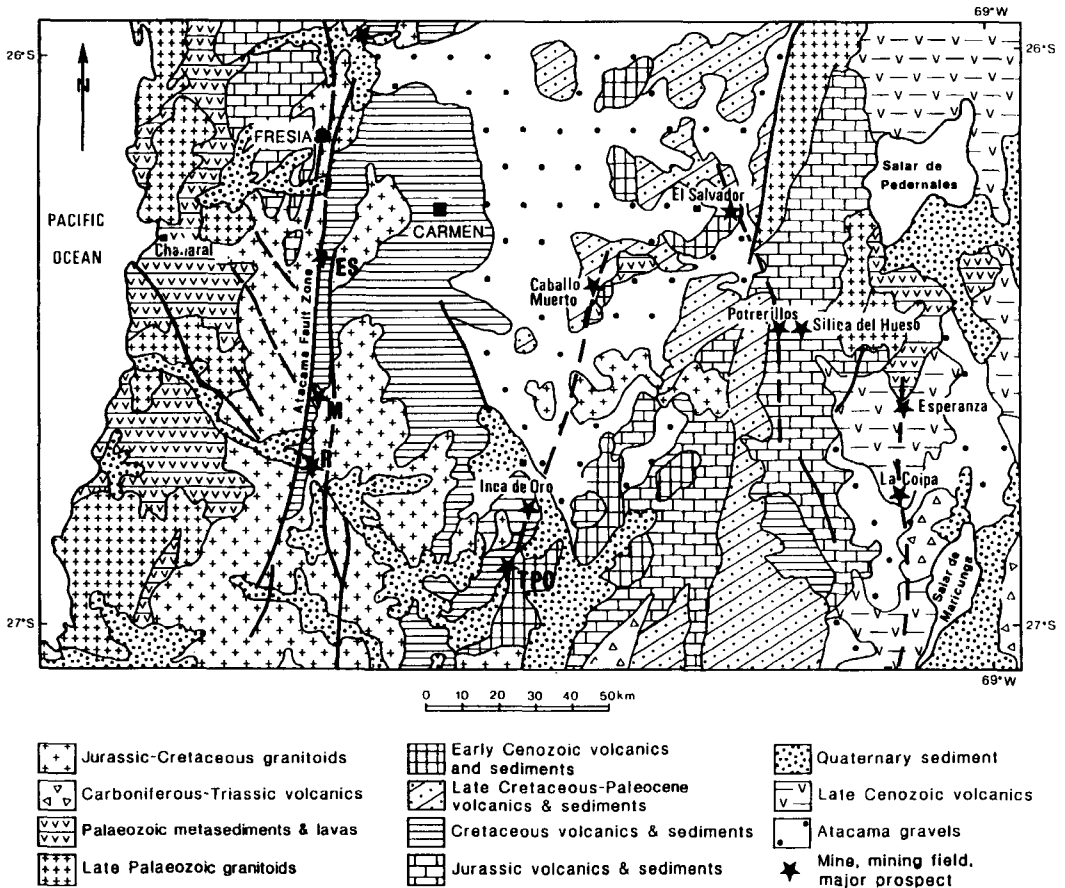 69°W
26°S
26°S
N
FRESIA
Salar de
Pedernales
El Salvador
PACIFIC
OCEAN
CARMEN
Chañaral
ES
Caballo
Muerto
Atacama Fault Zone
Potrerillos
Silica del Hueso
M
Esperanza
R
La Coipa
Inca de Oro
TPO
Salar de
Maricunga
27°S
27°S
69°W
0 10 20 30 40 50km
Jurassic-Cretaceous granitoids
Carboniferous-Triassic volcanics
Palaeozoic metasediments & lavas
Late Palaeozoic granitoids
Early Cenozoic volcanics
and sediments
Late Cretaceous-Paleocene
volcanics & sediments
Cretaceous volcanics & sediments
Jurassic volcanics & sediments
Quaternary sediment
Late Cenozoic volcanics
Atacama gravels
Mine, mining field,
major prospect